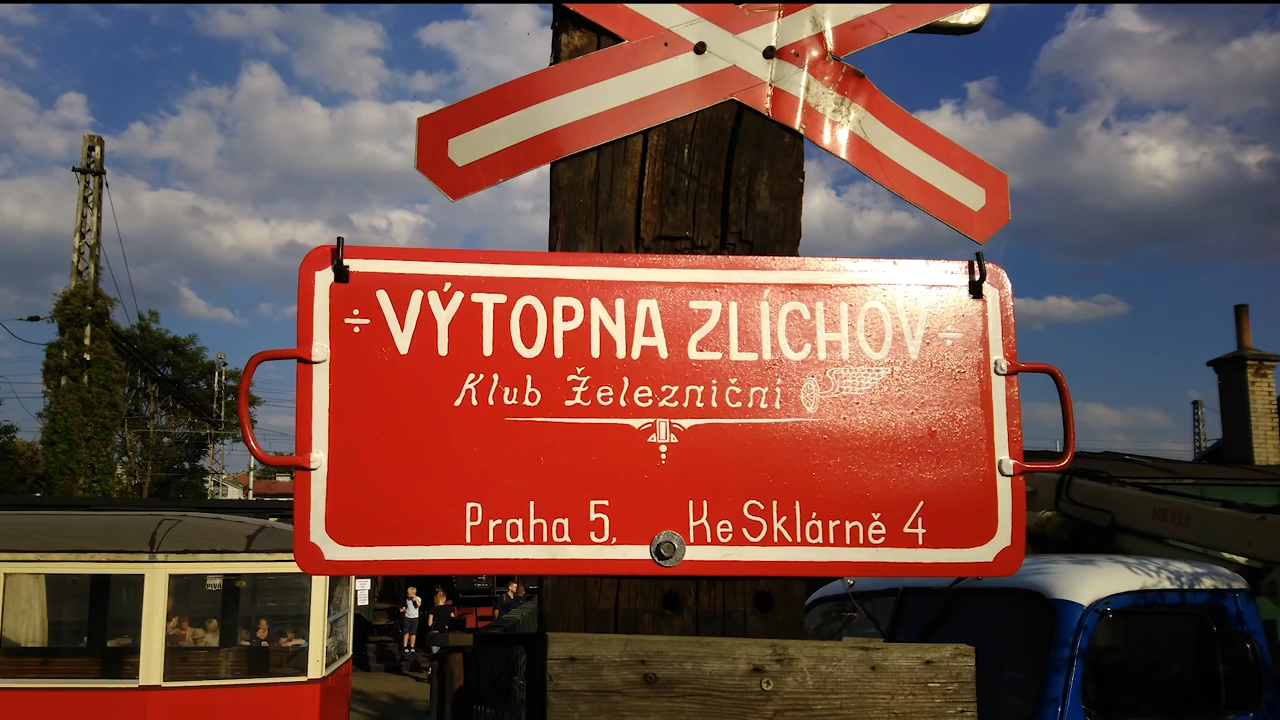 ÷ VÝTOPNA ZLÍCHOV ÷
Klub Železniční
Praha 5, Ke Sklárně 4